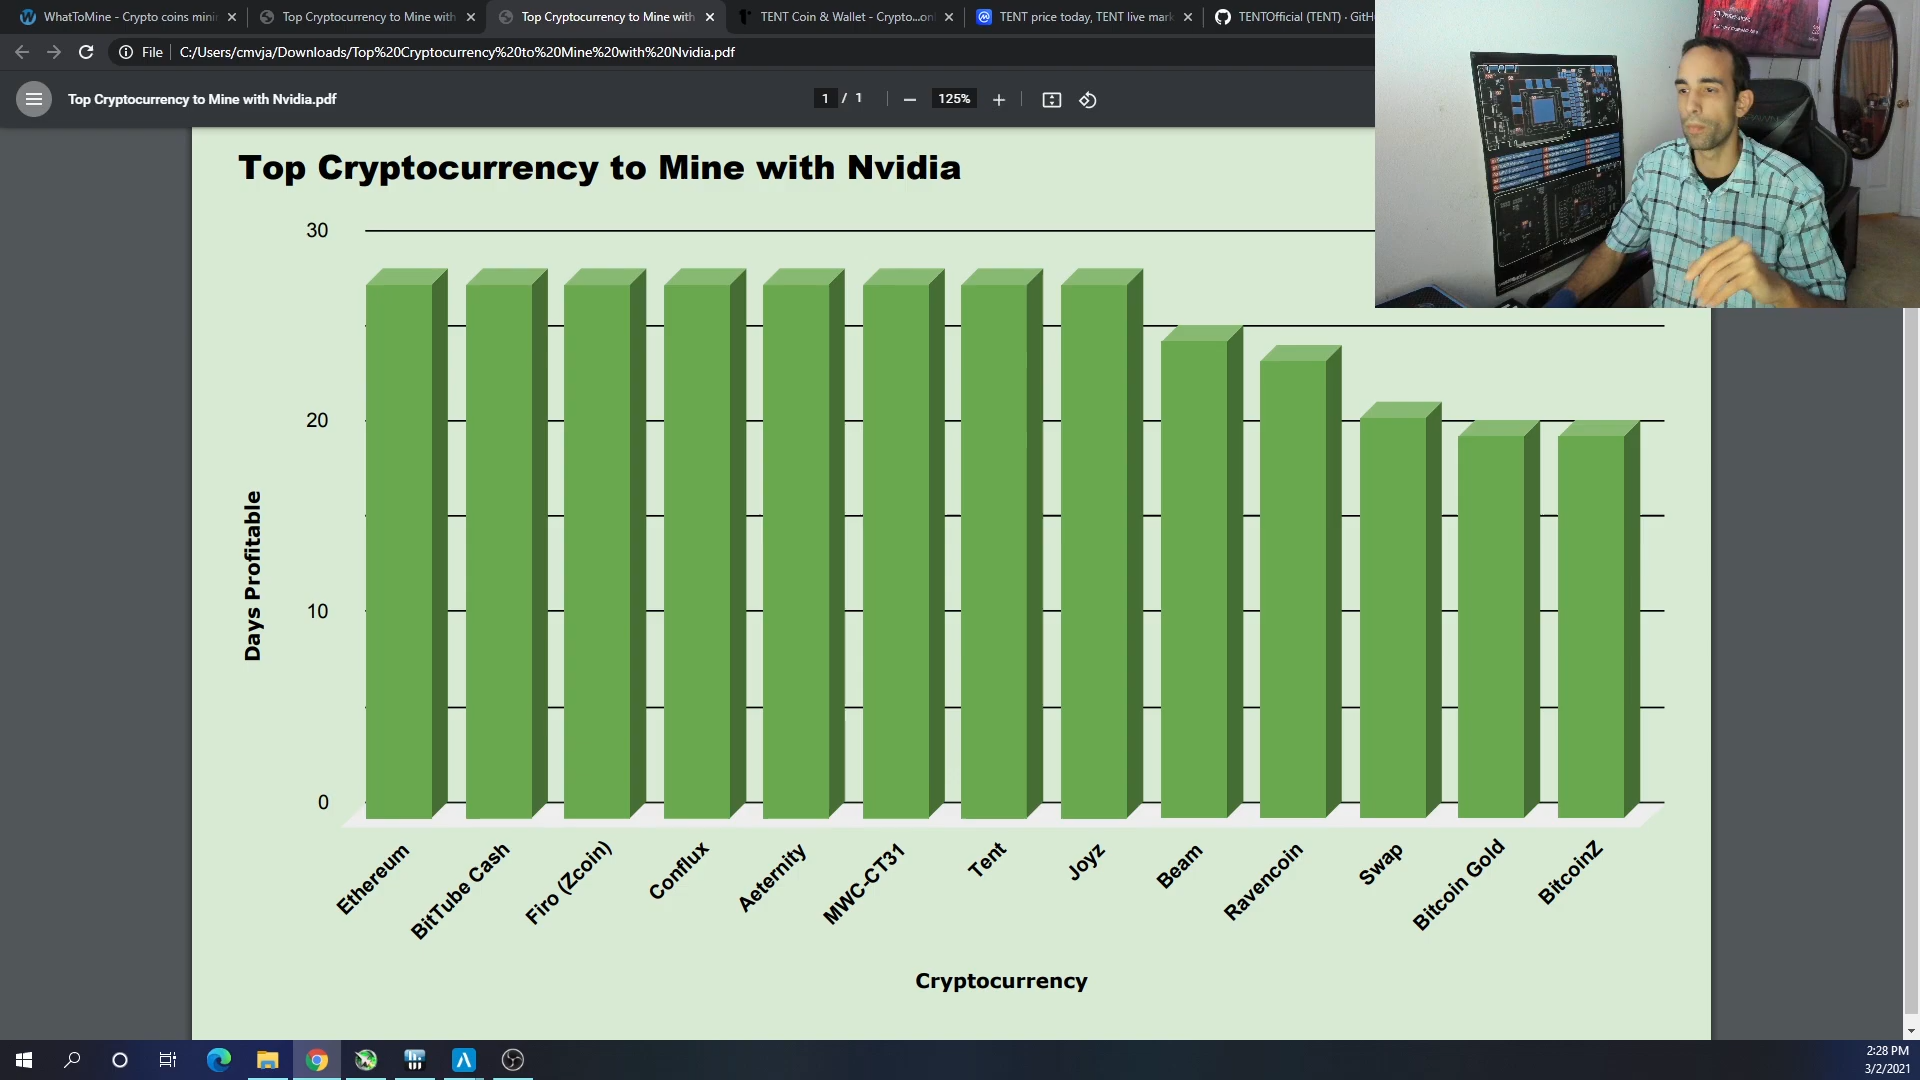 WhatToMine - Crypto coins mini
Top Cryptocurrency to Mine with
Top Cryptocurrency to Mine with
TENT Coin & Wallet - Crypto...on
TENT price today, TENT live mark
TENTOfficial (TENT) · GitH
File
C:/Users/cmvja/Downloads/Top%20Cryptocurrency%20to%20Mine%20with%20Nvidia.pdf
Top Cryptocurrency to Mine with Nvidia.pdf
1 / 1
125%
Top Cryptocurrency to Mine with Nvidia
30
20
10
0
Days Profitable
Ethereum
BitTube Cash
Firo (Zcoin)
Conflux
Aeternity
MWC-CT31
Tent
Joyz
Beam
Ravencoin
Swap
Bitcoin Gold
BitcoinZ
Cryptocurrency
2:28 PM
3/2/2021